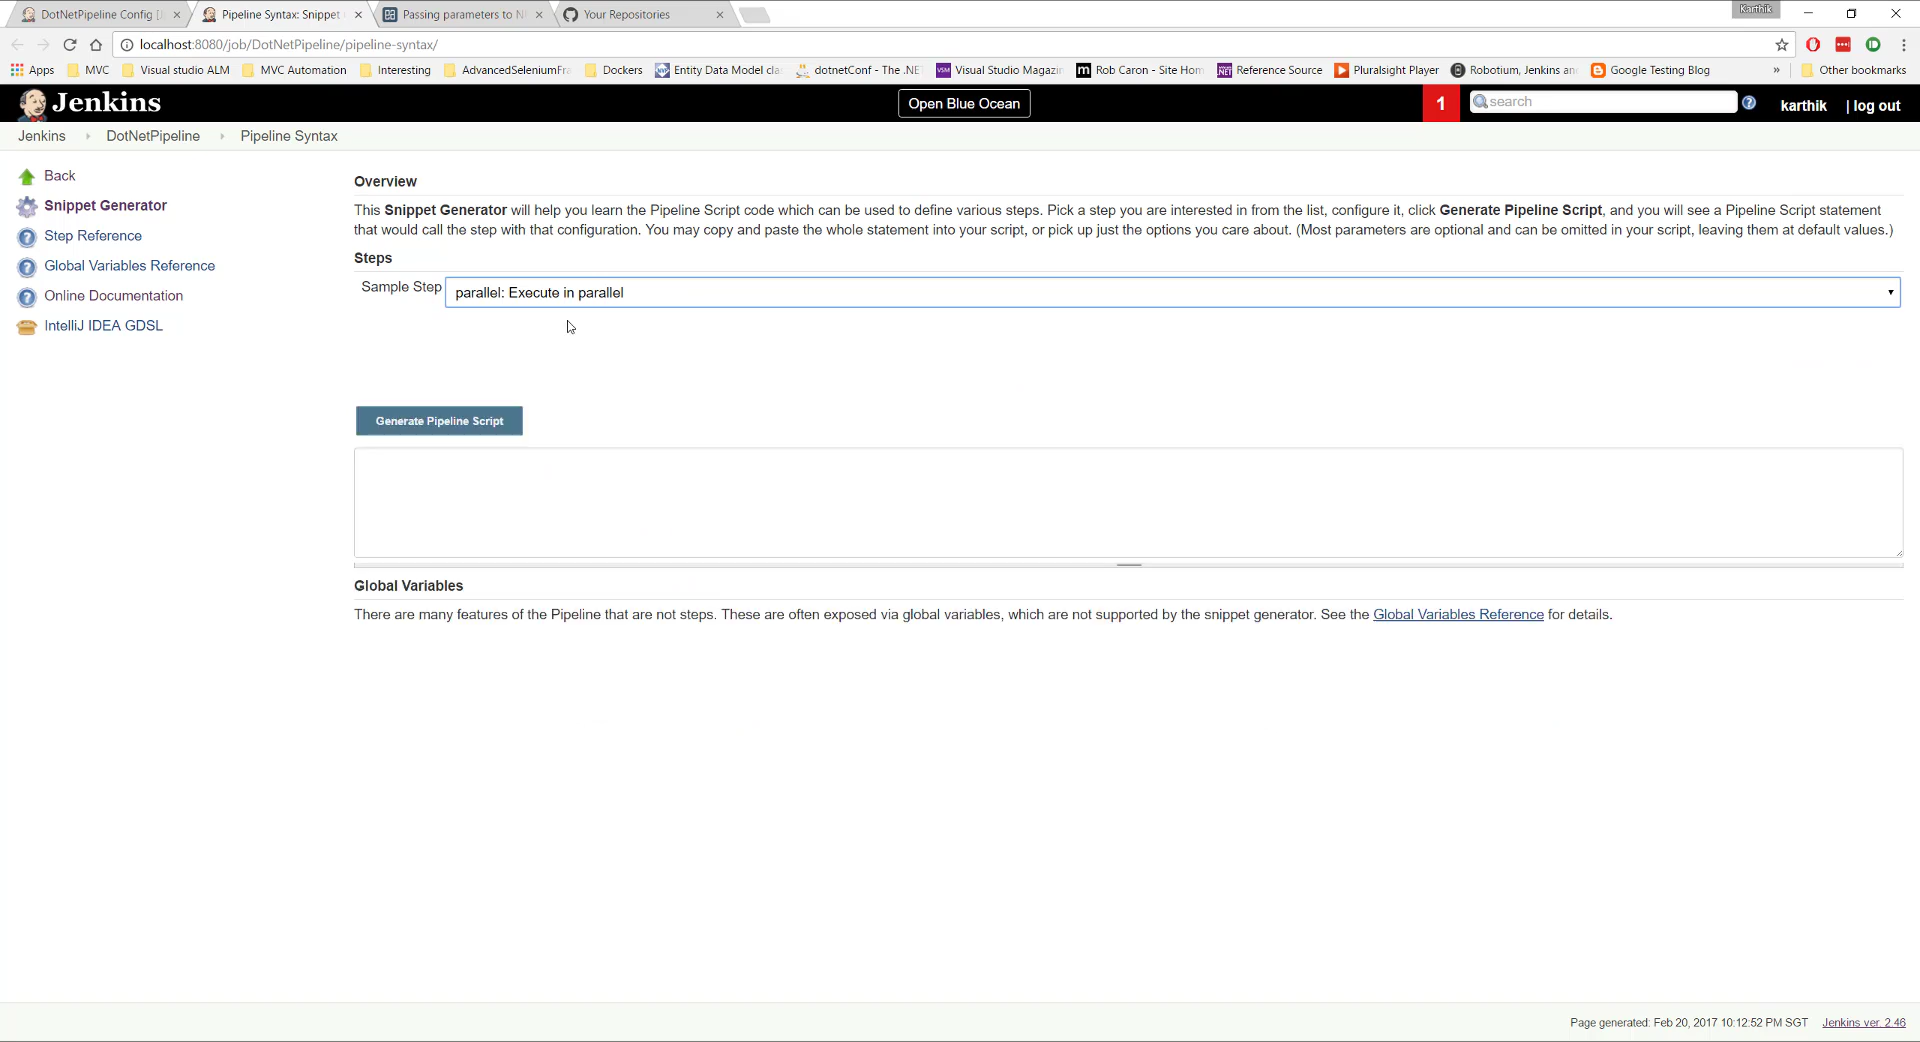 DotNetPipeline Config [J
Pipeline Syntax: Snippet
Passing parameters to N
Your Repositories
Karthik
localhost:8080/job/DotNetPipeline/pipeline-syntax/
Apps
MVC
Visual studio ALM
MVC Automation
Interesting
AdvancedSeleniumFra
Dockers
Entity Data Model cla
dotnetConf - The .NET
Visual Studio Magazin
Rob Caron - Site Hom
Reference Source
Pluralsight Player
Robotium, Jenkins an
Google Testing Blog
»
Other bookmarks
Jenkins
Open Blue Ocean
1
search
karthik
| log out
Jenkins
DotNetPipeline
Pipeline Syntax
Back
Snippet Generator
Step Reference
Global Variables Reference
Online Documentation
IntelliJ IDEA GDSL
Overview
This Snippet Generator will help you learn the Pipeline Script code which can be used to define various steps. Pick a step you are interested in from the list, configure it, click Generate Pipeline Script, and you will see a Pipeline Script statement
that would call the step with that configuration. You may copy and paste the whole statement into your script, or pick up just the options you care about. (Most parameters are optional and can be omitted in your script, leaving them at default values.)
Steps
Sample Step
parallel: Execute in parallel
Generate Pipeline Script
Global Variables
There are many features of the Pipeline that are not steps. These are often exposed via global variables, which are not supported by the snippet generator. See the Global Variables Reference for details.
Page generated: Feb 20, 2017 10:12:52 PM SGT
Jenkins ver. 2.46